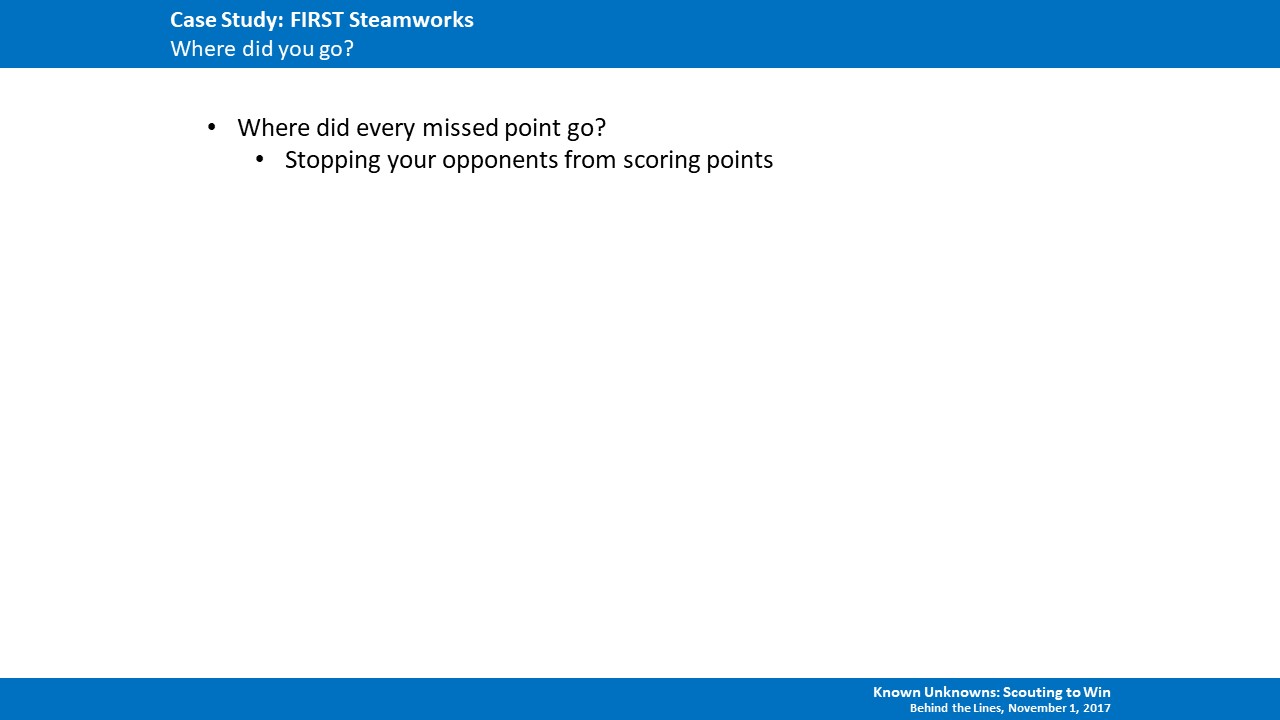 Case Study: FIRST Steamworks
Where did you go?
• Where did every missed point go?
• Stopping your opponents from scoring points
Known Unknowns: Scouting to Win
Behind the Lines, November 1, 2017